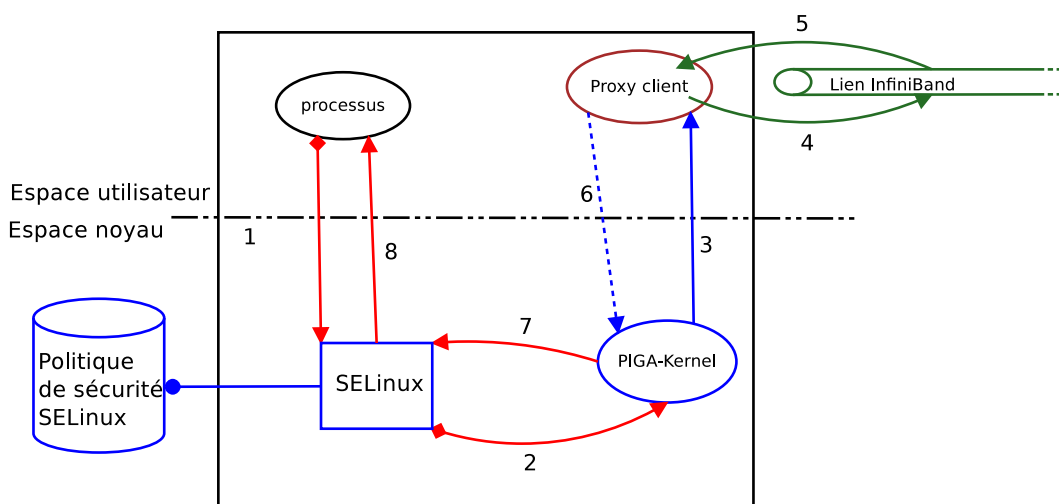 5
Proxy client
Lien InfiniBand
processus
4
Espace utilisateur
6
Espace noyau
1
8
3
7
Politique
de sécurité
SELinux
SELinux
PIGA-Kernel
2